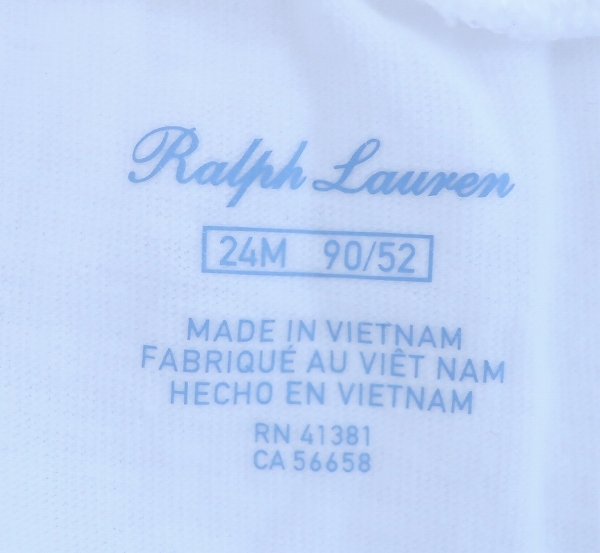 Ralph Lauren
24M 90/52
MADE IN VIETNAM
FABRIQUÉ AU VIÊT NAM
HECHO EN VIETNAM
RN 41381
CA 56658